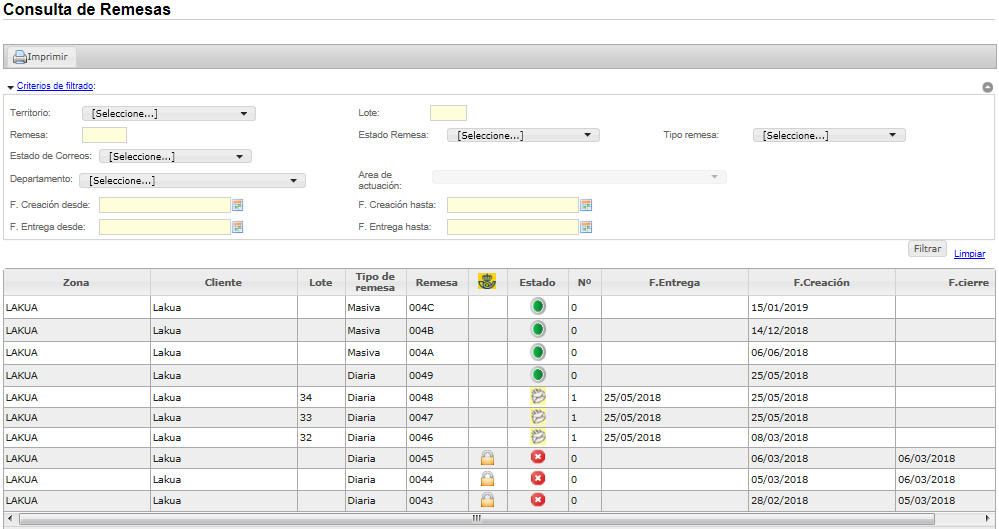 Consulta de Remesas
Imprimir
Criterios de filtrado:
Territorio: [Seleccione...] Lote:
Remesa: Estado Remesa: [Seleccione...] Tipo remesa: [Seleccione...]
Estado de Correos: [Seleccione...]
Departamento: [Seleccione...] Area de actuación:
F. Creación desde: F. Creación hasta:
F. Entrega desde: F. Entrega hasta:
Filtrar Limpiar
Zona Cliente Lote Tipo de remesa Remesa Estado Nº F.Entrega F.Creación F.cierre
LAKUA Lakua Masiva 004C 0 15/01/2019
LAKUA Lakua Masiva 004B 0 14/12/2018
LAKUA Lakua Masiva 004A 0 06/06/2018
LAKUA Lakua Diaria 0049 0 25/05/2018
LAKUA Lakua 34 Diaria 0048 1 25/05/2018 25/05/2018
LAKUA Lakua 33 Diaria 0047 1 25/05/2018 25/05/2018
LAKUA Lakua 32 Diaria 0046 1 25/05/2018 08/03/2018
LAKUA Lakua Diaria 0045 0 06/03/2018 06/03/2018
LAKUA Lakua Diaria 0044 0 05/03/2018 06/03/2018
LAKUA Lakua Diaria 0043 0 28/02/2018 05/03/2018